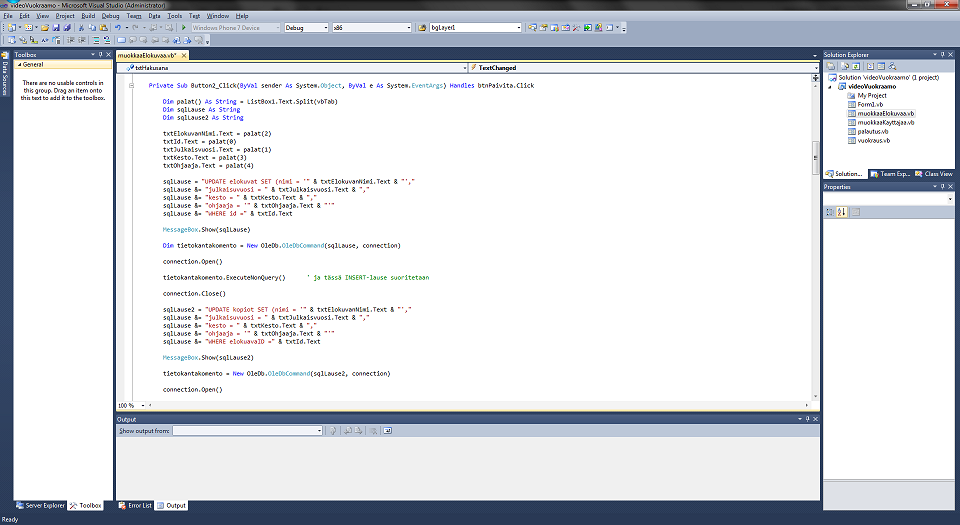 videoVuokraamo - Microsoft Visual Studio (Administrator)
File Edit View Project Build Debug Team Data Tools Test Window Help
Windows Phone 7 Device Debug x86 bgLayer1
Data Sources
Toolbox
General
There are no usable controls in
this group. Drag an item onto
this text to add it to the toolbox.
muokkaaElokuvaa.vb*
txtHakusana TextChanged
Private Sub Button2_Click(ByVal sender As System.Object, ByVal e As System.EventArgs) Handles btnPaivita.Click
Dim palat() As String = ListBox1.Text.Split(vbTab)
Dim sqlLause As String
Dim sqlLause2 As String
txtElokuvanNimi.Text = palat(2)
txtId.Text = palat(0)
txtJulkaisuvuosi.Text = palat(1)
txtKesto.Text = palat(3)
txtOhjaaja.Text = palat(4)
sqlLause = "UPDATE elokuvat SET (nimi = '" & txtElokuvanNimi.Text & "',"
sqlLause &= "julkaisuvuosi = " & txtJulkaisuvuosi.Text & ","
sqlLause &= "kesto = " & txtKesto.Text & ","
sqlLause &= "ohjaaja = '" & txtOhjaaja.Text & "'"
sqlLause &= "WHERE id =" & txtId.Text
MessageBox.Show(sqlLause)
Dim tietokantakomento = New OleDb.OleDbCommand(sqlLause, connection)
connection.Open()
tietokantakomento.ExecuteNonQuery() ' ja tässä INSERT-lause suoritetaan
connection.Close()
sqlLause2 = "UPDATE kopiot SET (nimi = '" & txtElokuvanNimi.Text & "',"
sqlLause &= "julkaisuvuosi = " & txtJulkaisuvuosi.Text & ","
sqlLause &= "kesto = " & txtKesto.Text & ","
sqlLause &= "ohjaaja = '" & txtOhjaaja.Text & "'"
sqlLause &= "WHERE elokuavaID =" & txtId.Text
MessageBox.Show(sqlLause2)
tietokantakomento = New OleDb.OleDbCommand(sqlLause2, connection)
connection.Open()
100 %
Output
Show output from:
Server Explorer Toolbox Error List Output
Solution Explorer
Solution 'videoVuokraamo' (1 project)
videoVuokraamo
My Project
Form1.vb
muokkaaElokuvaa.vb
muokkaaKayttajaa.vb
palautus.vb
vuokraus.vb
Solution... Team Exp... Class View
Properties
Ready